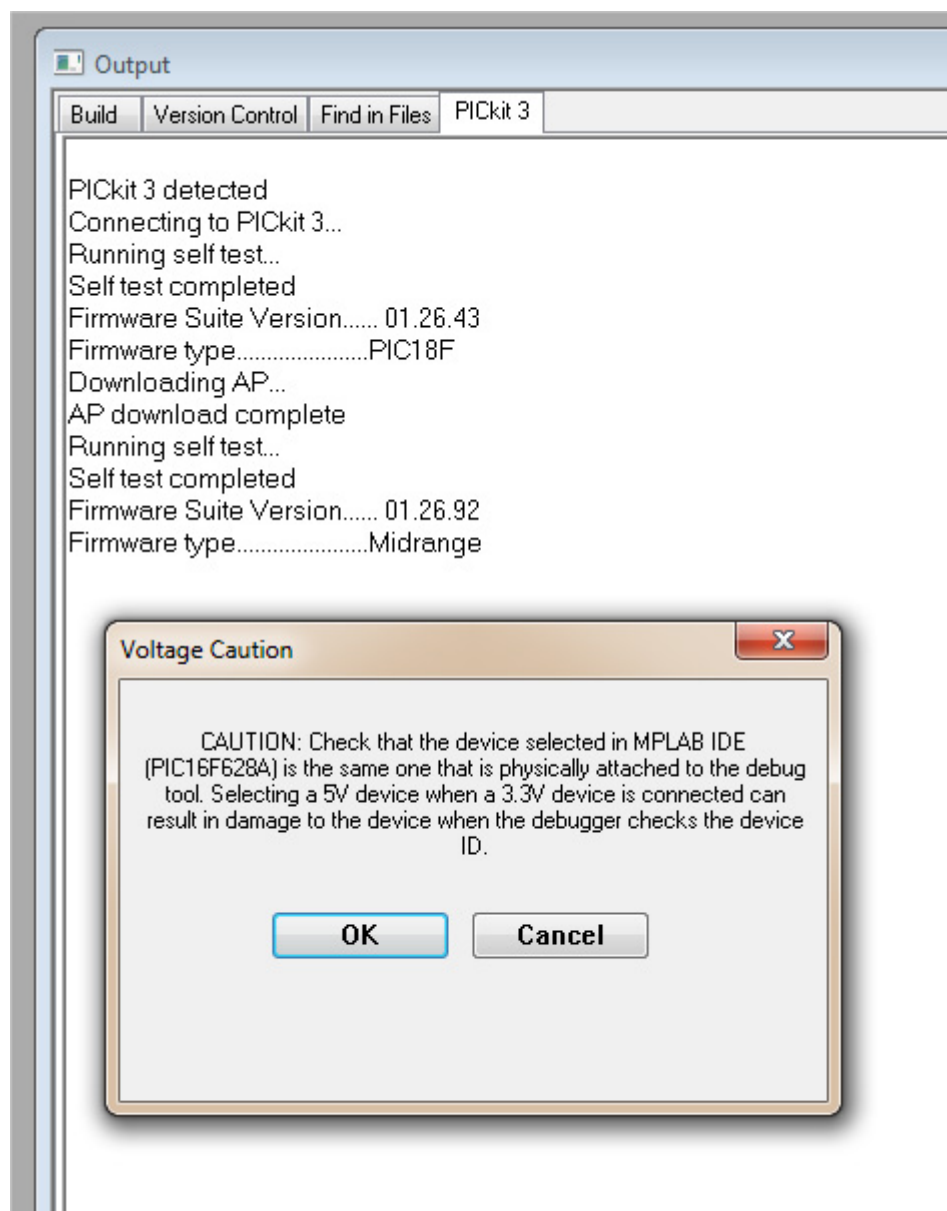 Output
Build Version Control Find in Files PICkit 3
PICkit 3 detected
Connecting to PICkit 3...
Running self test...
Self test completed
Firmware Suite Version...... 01.26.43
Firmware type......................PIC18F
Downloading AP...
AP download complete
Running self test...
Self test completed
Firmware Suite Version...... 01.26.92
Firmware type......................Midrange
Voltage Caution
CAUTION: Check that the device selected in MPLAB IDE
(PIC16F628A) is the same one that is physically attached to the debug
tool. Selecting a 5V device when a 3.3V device is connected can
result in damage to the device when the debugger checks the device
ID.
OK Cancel